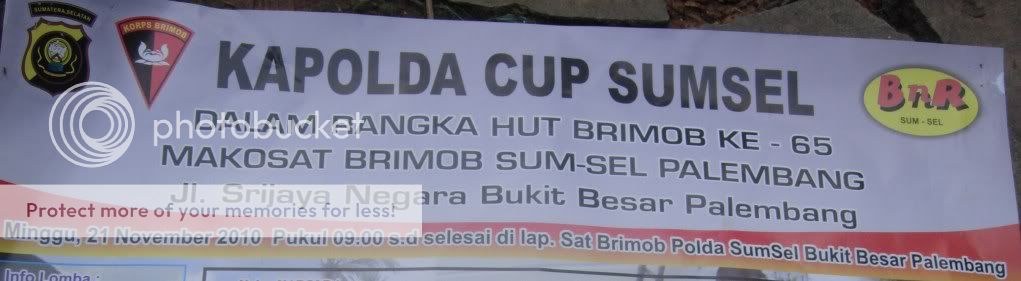 SUMATERA SELATAN
KORPS BRIMOB
KAPOLDA CUP SUMSEL
BnR
SUM - SEL
DALAM RANGKA HUT BRIMOB KE - 65
MAKOSAT BRIMOB SUM-SEL PALEMBANG
Jl. Srijaya Negara Bukit Besar Palembang
Minggu, 21 November 2010 Pukul 09.00 s.d selesai di lap. Sat Brimob Polda SumSel Bukit Besar Palembang
Info Lomba :
photobucket
Protect more of your memories for less!